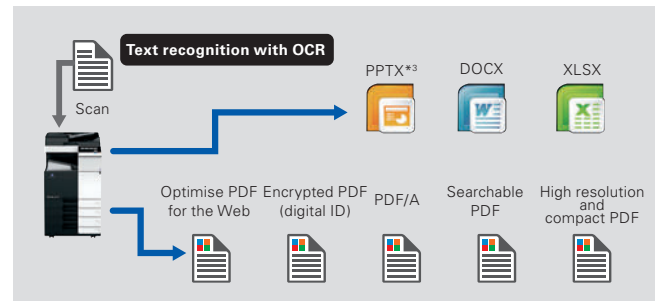 Text recognition with OCR
Scan
PPTX*3
DOCX
XLSX
W
X
Optimise PDF
for the Web
Encrypted PDF
(digital ID)
PDF/A
Searchable
PDF
High resolution
and
compact PDF